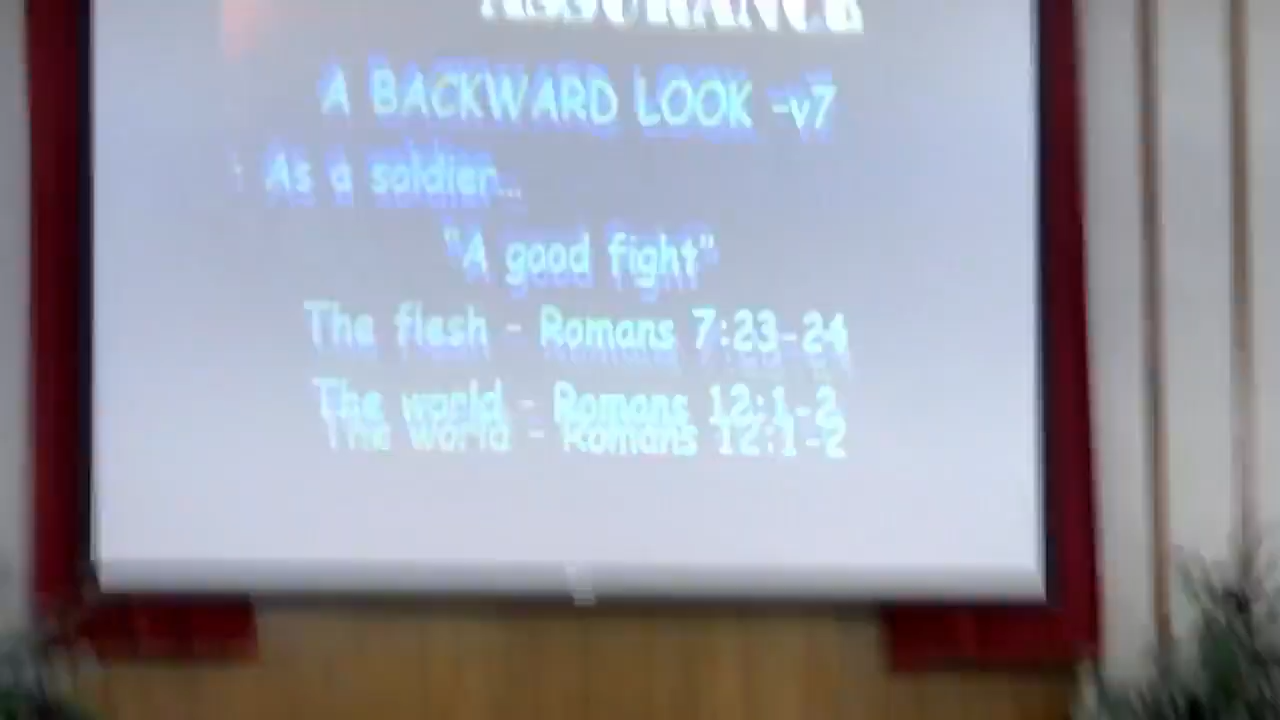 ASSURANCE
A BACKWARD LOOK -v7
As a soldier...
"A good fight"
The flesh - Romans 7:23-24
The world - Romans 12:1-2